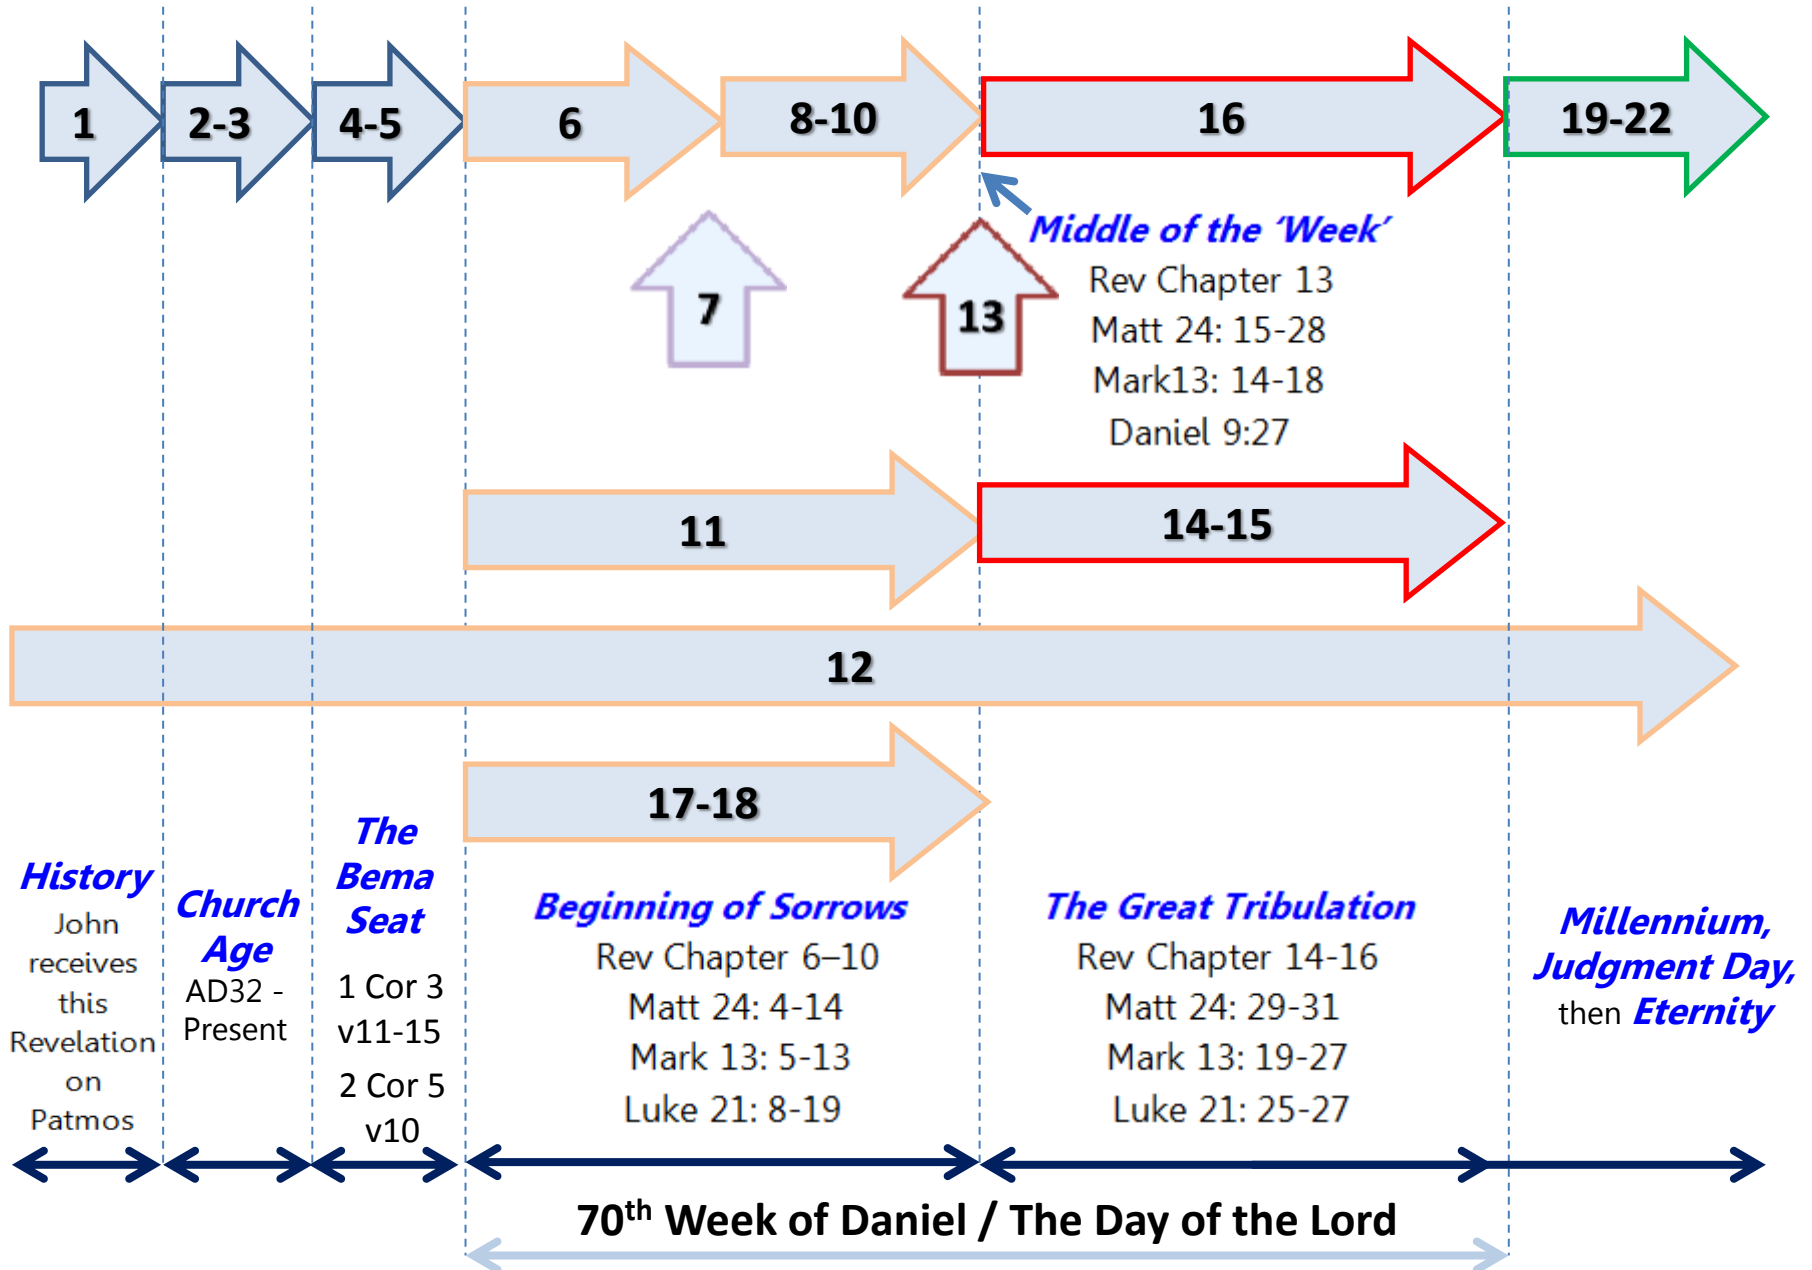 1
2-3
4-5
6
8-10
16
19-22
7
13
Middle of the ‘Week’
Rev Chapter 13
Matt 24: 15-28
Mark13: 14-18
Daniel 9:27
11
14-15
12
17-18
History
John
receives
this
Revelation
on
Patmos
Church
Age
AD32 -
Present
The
Bema
Seat
1 Cor 3
v11-15
2 Cor 5
v10
Beginning of Sorrows
Rev Chapter 6–10
Matt 24: 4-14
Mark 13: 5-13
Luke 21: 8-19
The Great Tribulation
Rev Chapter 14-16
Matt 24: 29-31
Mark 13: 19-27
Luke 21: 25-27
Millennium,
Judgment Day,
then Eternity
70th Week of Daniel / The Day of the Lord